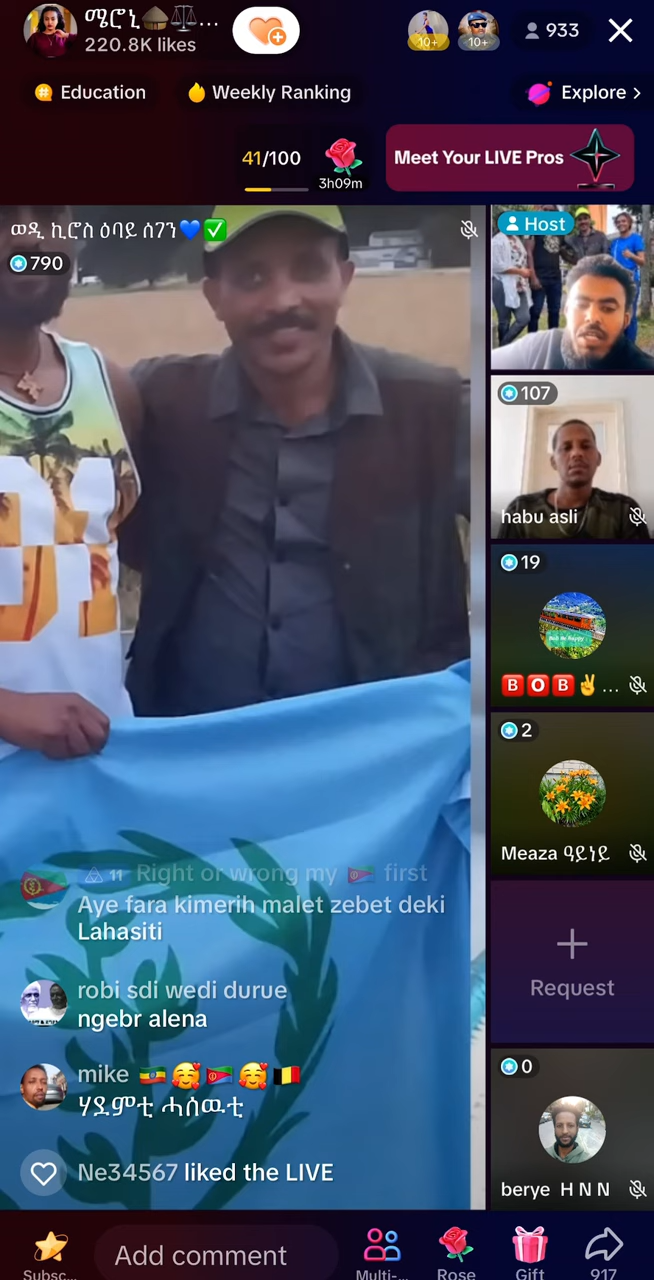 ሜሮኒ🛖⚖️...
220.8K likes
10+
10+
933
Education
Weekly Ranking
Explore >
41/100
3h09m
Meet Your LIVE Pros
ወዲ ኪሮስ ዕባይ ሰገን💙✅
790
Host
107
habu asli
19
🅱🅾🅱✌...
2
Meaza ዓይነይ
Request
0
berye H N N
11 Right or wrong my 🇪🇷 first
Aye fara kimerih malet zebet deki
Lahasiti
robi sdi wedi durue
ngebr alena
mike 🇪🇹🥰🇪🇷🥰🇧🇪
ሃደምቲ ሓሰዉቲ
Ne34567 liked the LIVE
Subsc...
Add comment
Multi-...
Rose
Gift
917